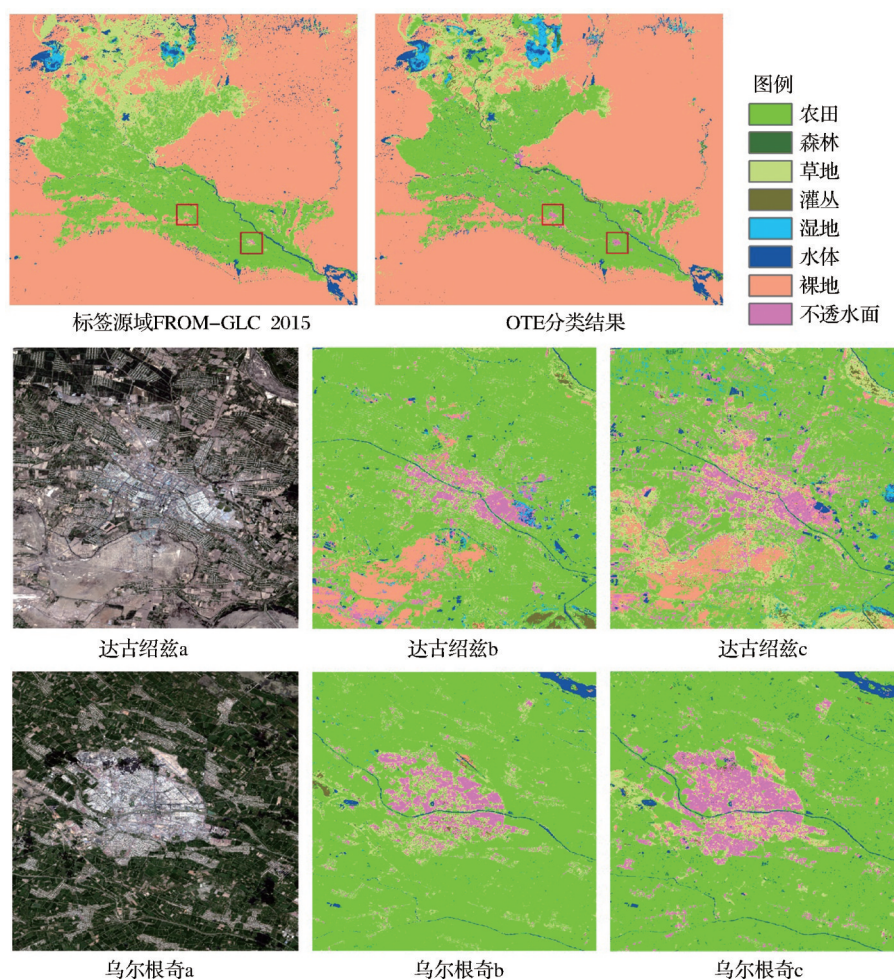 图例
农田
森林
草地
灌丛
湿地
水体
裸地
不透水面
标签源域FROM-GLC 2015
OTE分类结果
达古绍兹a
达古绍兹b
达古绍兹c
乌尔根奇a
乌尔根奇b
乌尔根奇c